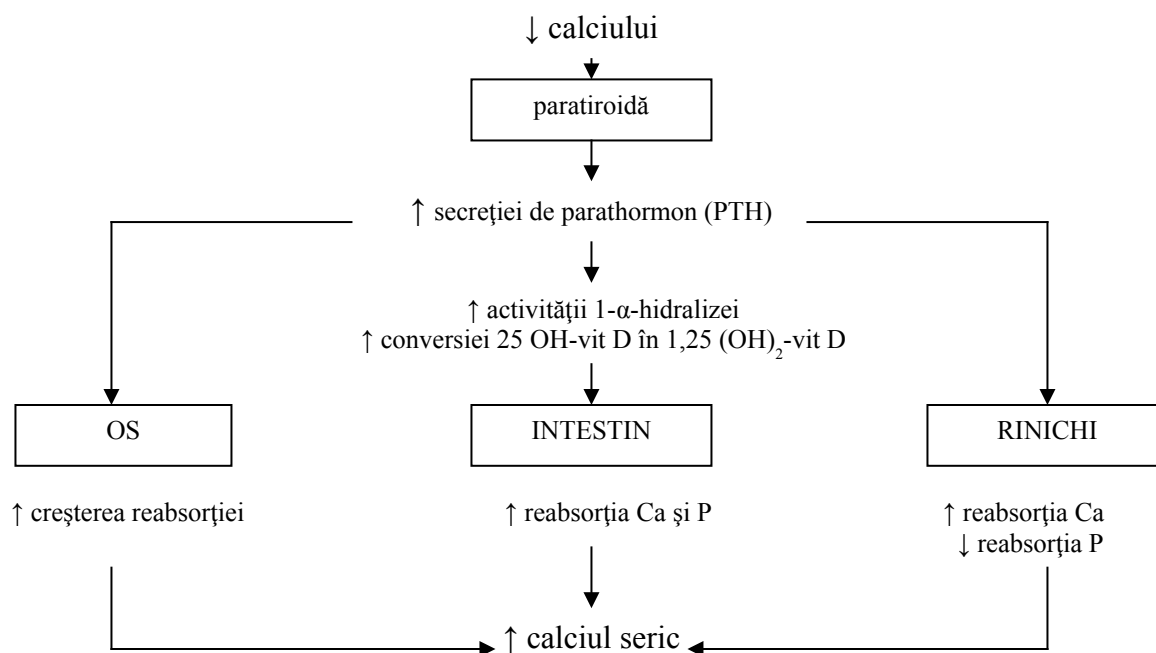 ↓ calciului
paratiroidă
↑ secreţiei de parathormon (PTH)
↑ activităţii 1-α-hidralizei
↑ conversiei 25 OH-vit D în 1,25 (OH)₂-vit D
OS
INTESTIN
RINICHI
↑ creşterea reabsorţiei
↑ reabsorţia Ca şi P
↑ reabsorţia Ca
↓ reabsorţia P
↑ calciul seric